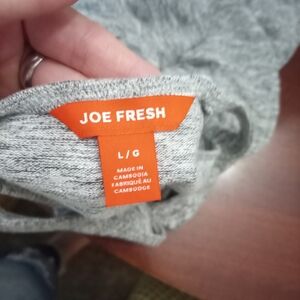 JOE FRESH
L/G
MADE IN
CAMBODIA
FABRIQUÉ AU
CAMBODGE